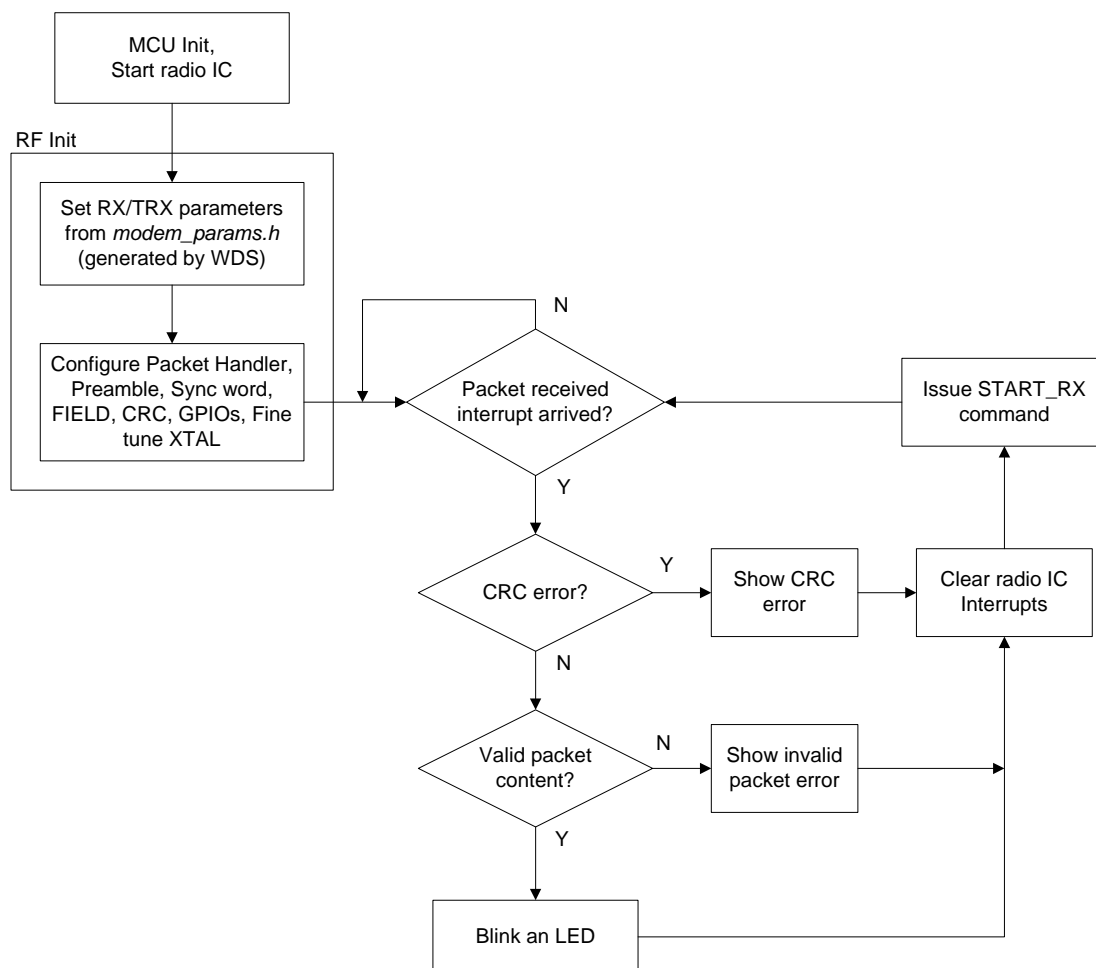 MCU Init,
Start radio IC
RF Init
Set RX/TRX parameters
from modem_params.h
(generated by WDS)
Configure Packet Handler,
Preamble, Sync word,
FIELD, CRC, GPIOs, Fine
tune XTAL
N
Packet received
interrupt arrived?
Issue START_RX
command
Y
CRC error?
Y
Show CRC
error
Clear radio IC
Interrupts
N
Valid packet
content?
N
Show invalid
packet error
Y
Blink an LED